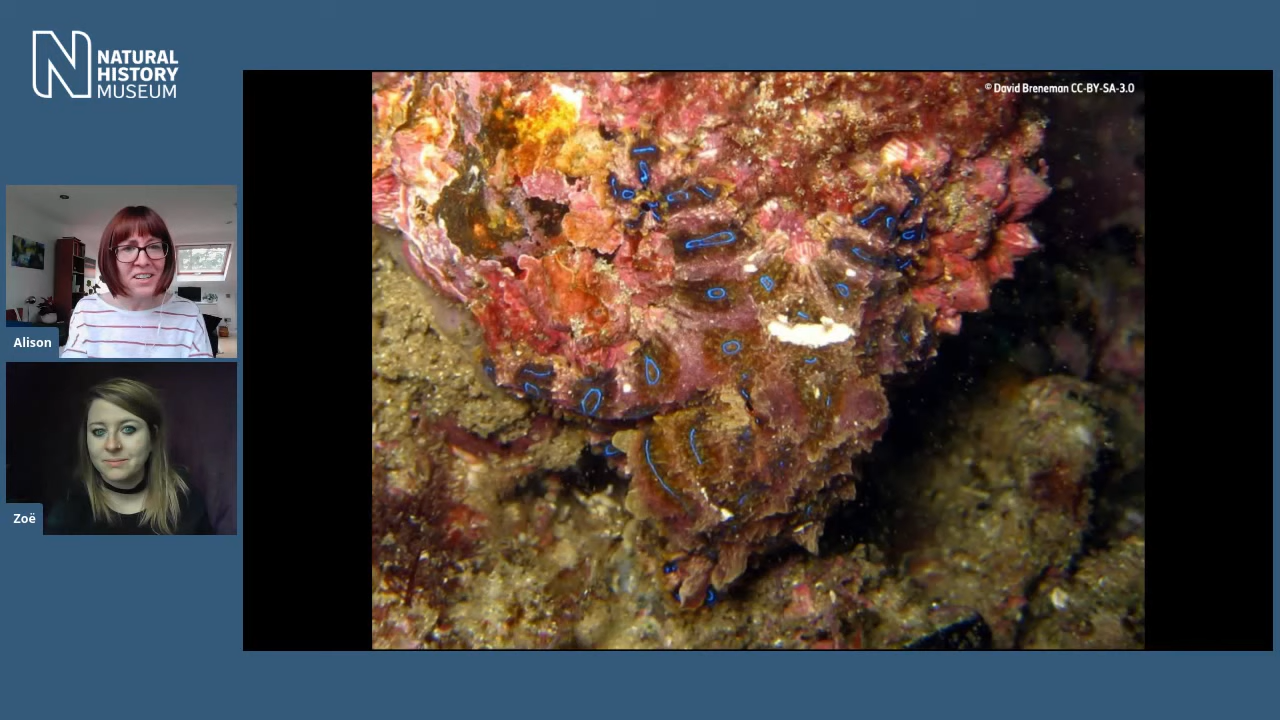 NATURAL
HISTORY
MUSEUM
© David Breneman CC-BY-SA-3.0
Alison
Zoë